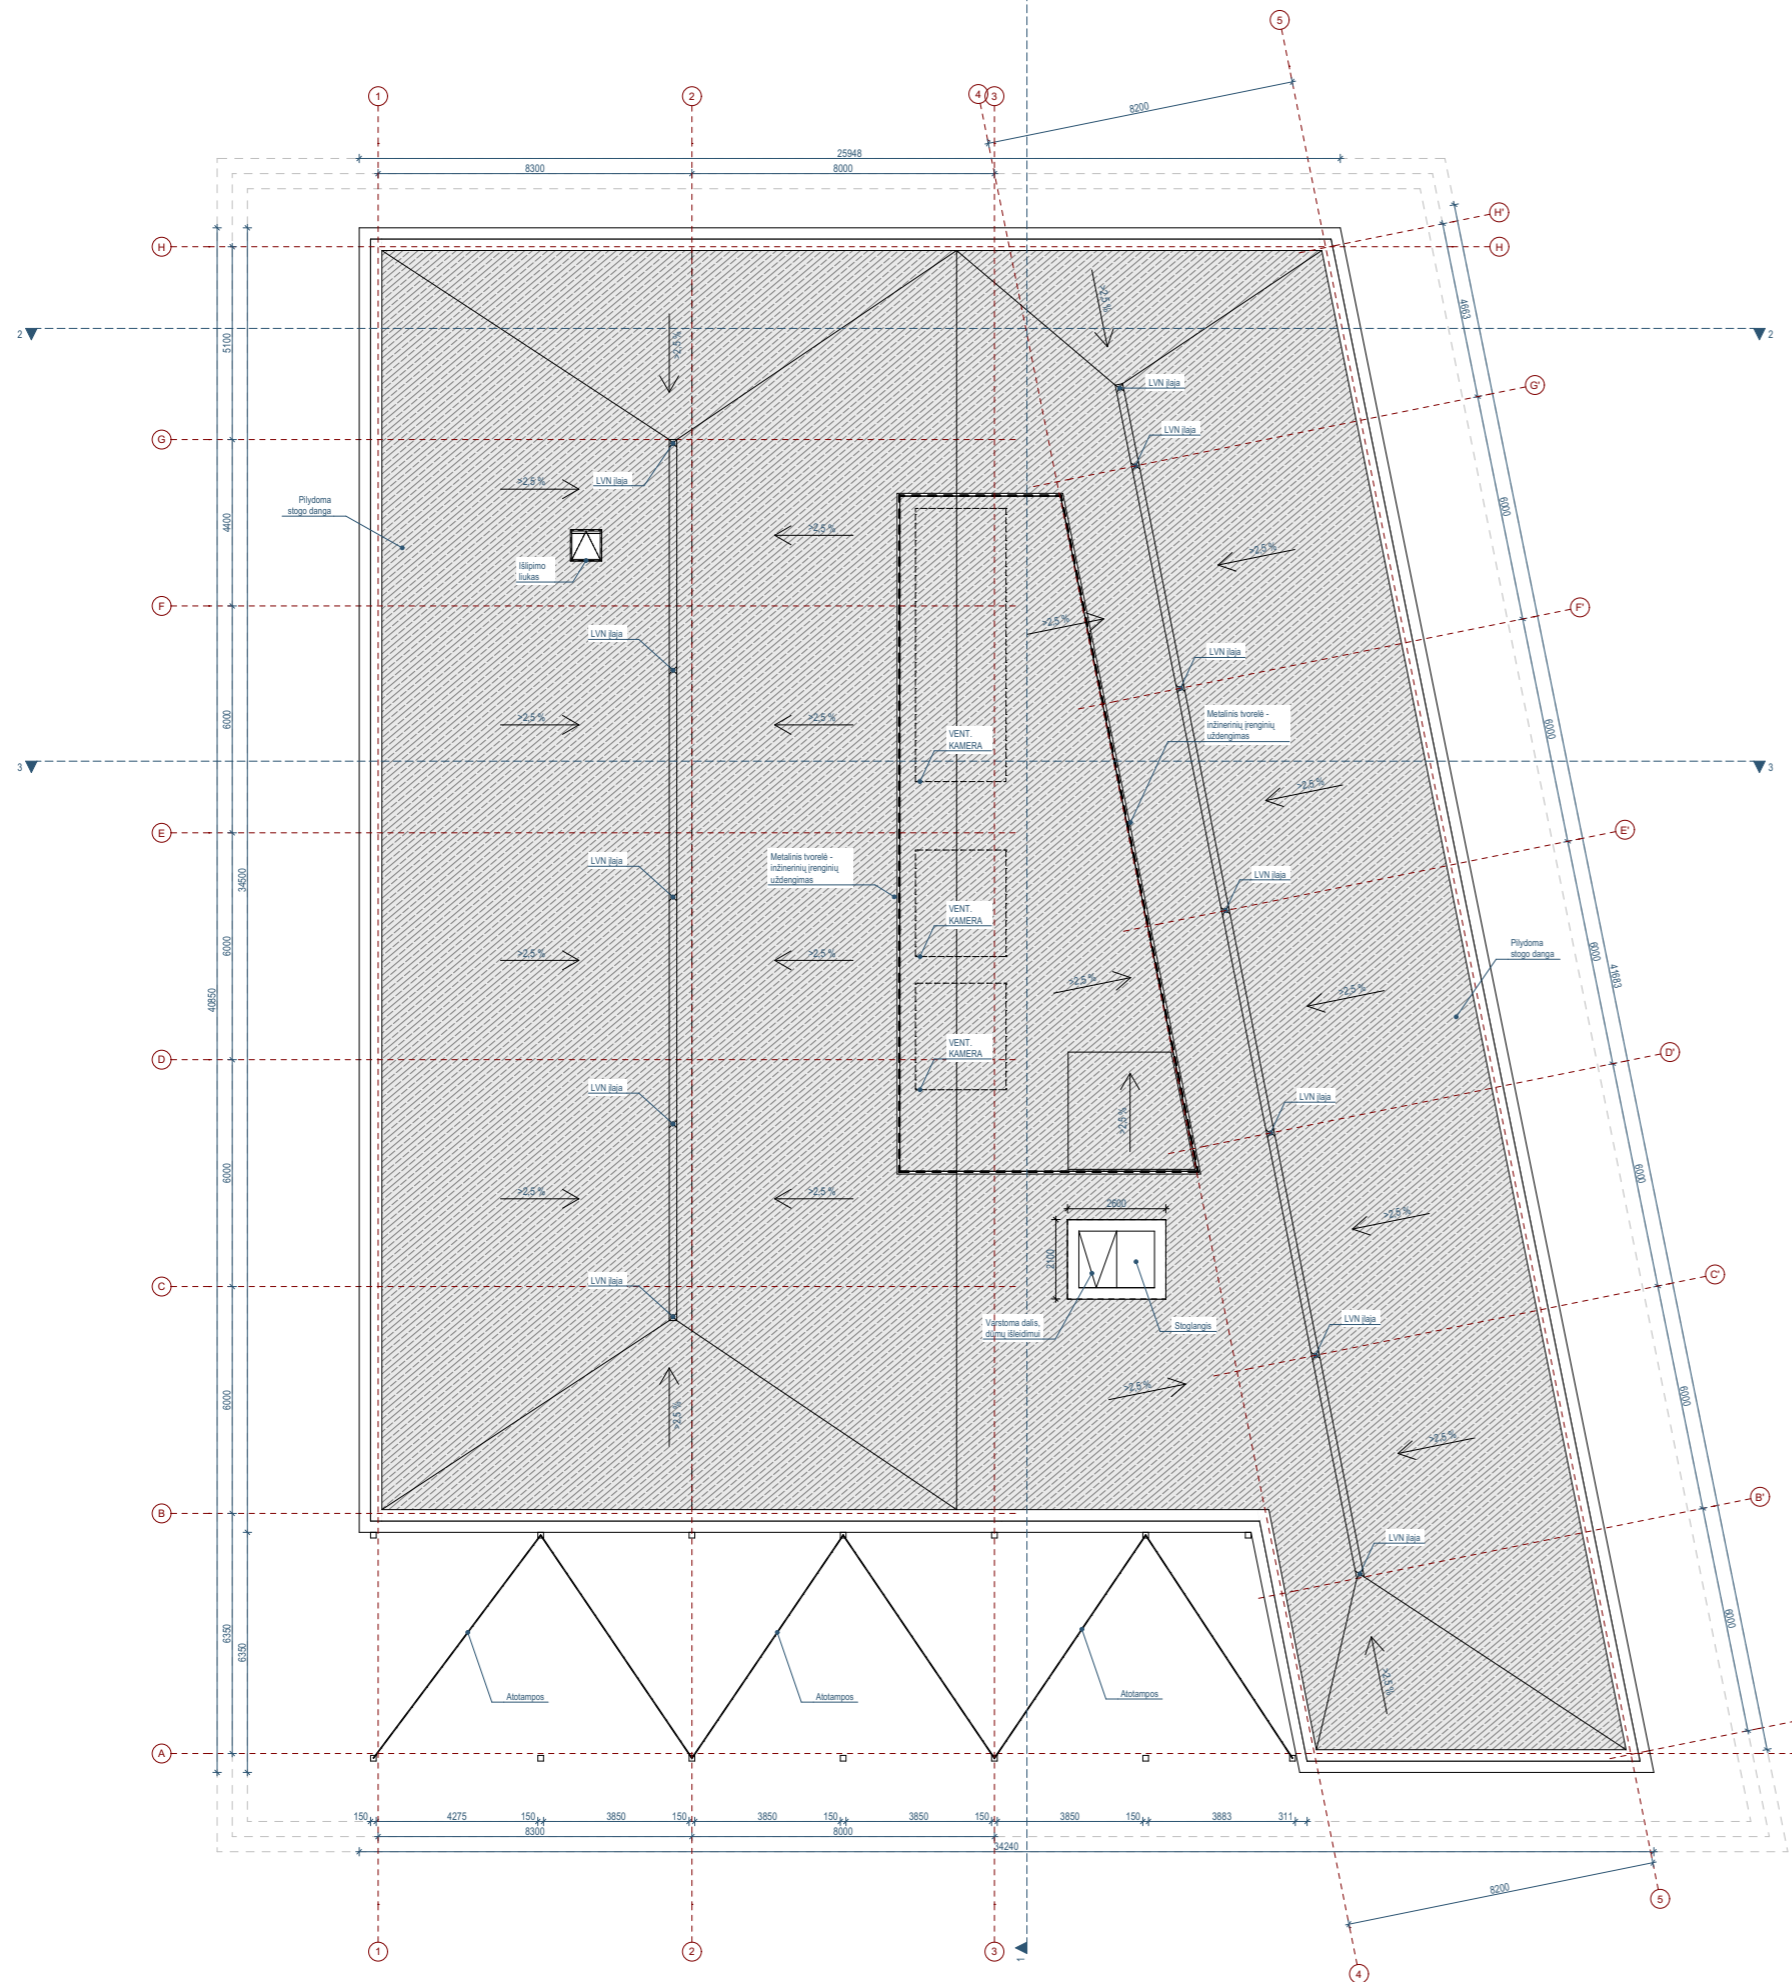 5
8200
1
2
4
3
25948
8300
8000
H'
H
H
4663
5100
>2,5 %
>2,5 %
2
2
LVN įlaja
G'
G
LVN įlaja
LVN įlaja
>2,5 %
Pilydoma
stogo danga
4400
6000
>2,5 %
>2,5 %
Išlipimo
liukas
F
F'
>2,5 %
LVN įlaja
LVN įlaja
6000
>2,5 %
>2,5 %
Metalinis tvorelė -
inžinerinių įrenginių
uždengimas
VENT.
KAMERA
6000
3
3
>2,5 %
E
E'
LVN įlaja
Metalinis tvorelė -
inžinerinių įrenginių
uždengimas
LVN įlaja
34500
VENT.
KAMERA
6000
>2,5 %
>2,5 %
Pilydoma
stogo danga
6000
41683
40850
>2,5 %
>2,5 %
VENT.
KAMERA
D
D'
LVN įlaja
LVN įlaja
>2,5 %
6000
6000
>2,5 %
>2,5 %
2600
>2,5 %
2100
C
C'
LVN įlaja
Varstoma dalis,
dūmų išleidimui
Stoglangis
LVN įlaja
6000
>2,5 %
>2,5 %
6000
>2,5 %
B
B'
LVN įlaja
6350
6350
6000
>2,5 %
Atotampos
Atotampos
Atotampos
A
150
4275
150
3850
150
3850
150
3850
150
3850
150
3883
311
8300
8000
34240
8200
5
1
2
3
1
4